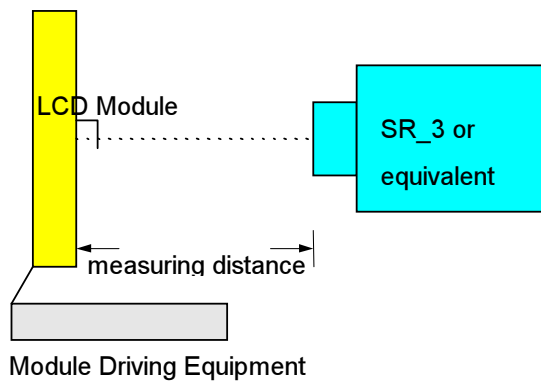 LCD Module
SR_3 or
equivalent
measuring distance
Module Driving Equipment